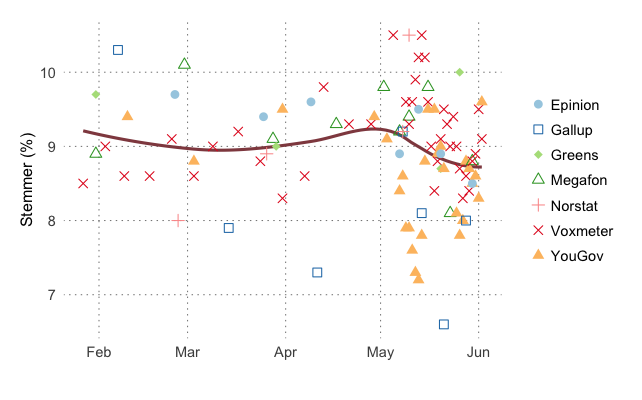 Stemmer (%)
10
9
8
7
Feb
Mar
Apr
May
Jun
Epinion
Gallup
Greens
Megafon
Norstat
Voxmeter
YouGov